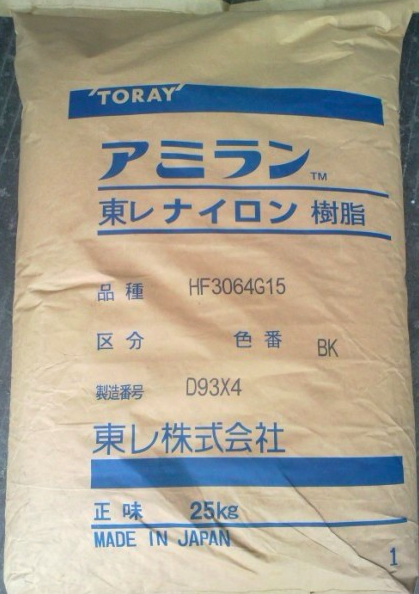 TORAY
アミラン™
東レ ナイロン 樹脂
品種 HF3064G15
区分 色番 BK
製造番号 D93X4
東レ株式会社
正味 25kg
MADE IN JAPAN
1